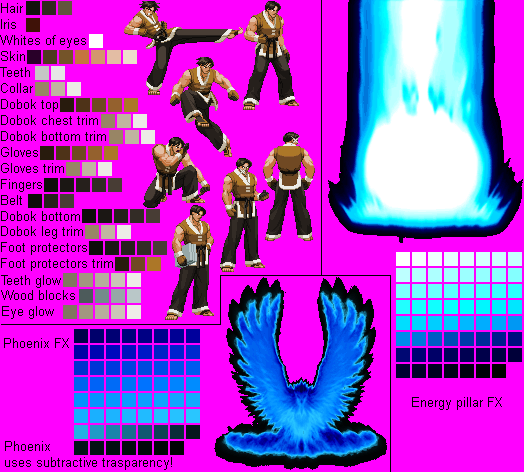 Hair
Iris
Whites of eyes
Skin
Teeth
Collar
Dobok top
Dobok chest trim
Dobok bottom trim
Gloves
Gloves trim
Fingers
Belt
Dobok bottom
Dobok leg trim
Foot protectors
Foot protectors trim
Teeth glow
Wood blocks
Eye glow
Phoenix FX
Phoenix
uses subtractive trasparency!
Energy pillar FX